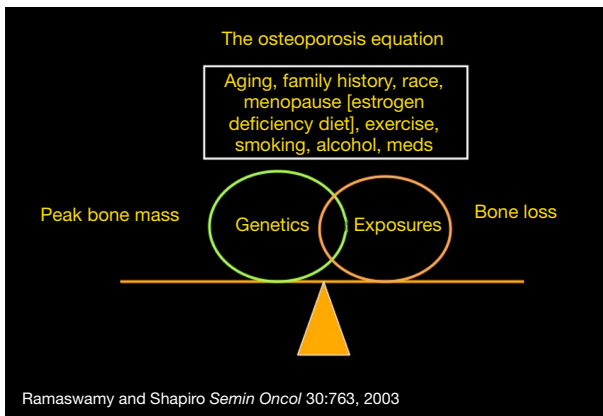 The osteoporosis equation
Aging, family history, race,
menopause [estrogen
deficiency diet], exercise,
smoking, alcohol, meds
Peak bone mass
Genetics
Exposures
Bone loss
Ramaswamy and Shapiro Semin Oncol 30:763, 2003